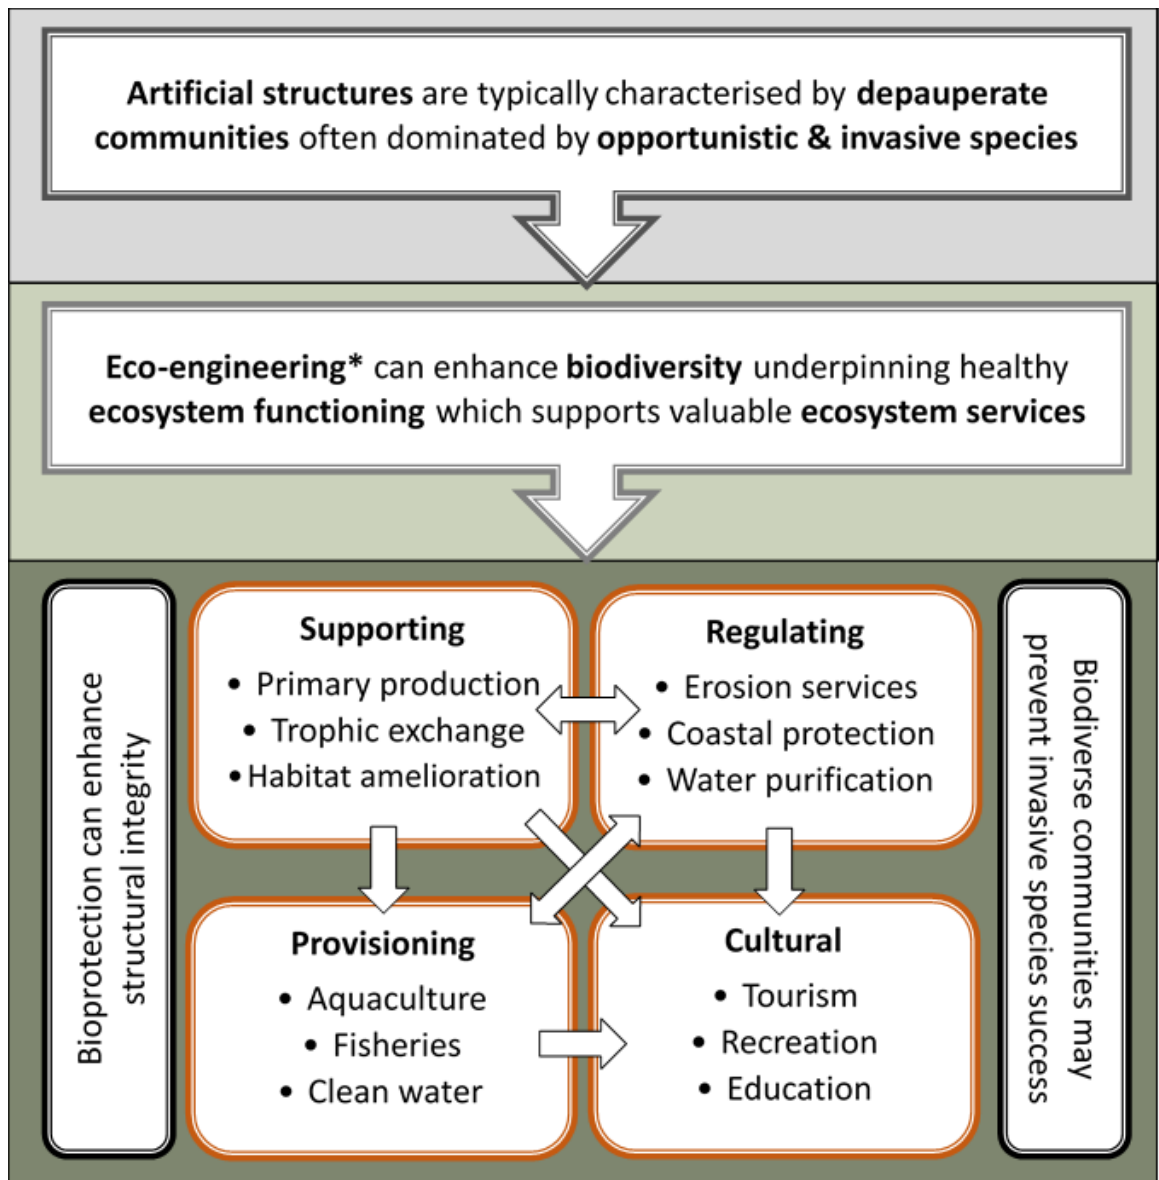 Artificial structures are typically characterised by depauperate
communities often dominated by opportunistic & invasive species
Eco-engineering* can enhance biodiversity underpinning healthy
ecosystem functioning which supports valuable ecosystem services
Bioprotection can enhance
structural integrity
Supporting
• Primary production
• Trophic exchange
• Habitat amelioration
Regulating
• Erosion services
• Coastal protection
• Water purification
Provisioning
• Aquaculture
• Fisheries
• Clean water
Cultural
• Tourism
• Recreation
• Education
Biodiverse communities may
prevent invasive species success